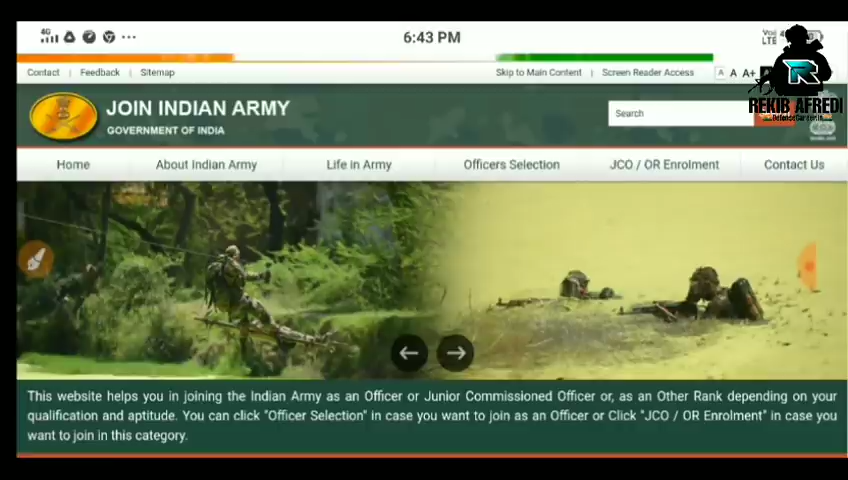 4G 6:43 PM
LTE
Contact | Feedback | Sitemap Skip to Main Content | Screen Reader Access A A A+
JOIN INDIAN ARMY
GOVERNMENT OF INDIA
Search
REKIB AFREDI
Home About Indian Army Life in Army Officers Selection JCO / OR Enrolment Contact Us
This website helps you in joining the Indian Army as an Officer or Junior Commissioned Officer or, as an Other Rank depending on your
qualification and aptitude. You can click "Officer Selection" in case you want to join as an Officer or Click "JCO / OR Enrolment" in case you
want to join in this category.